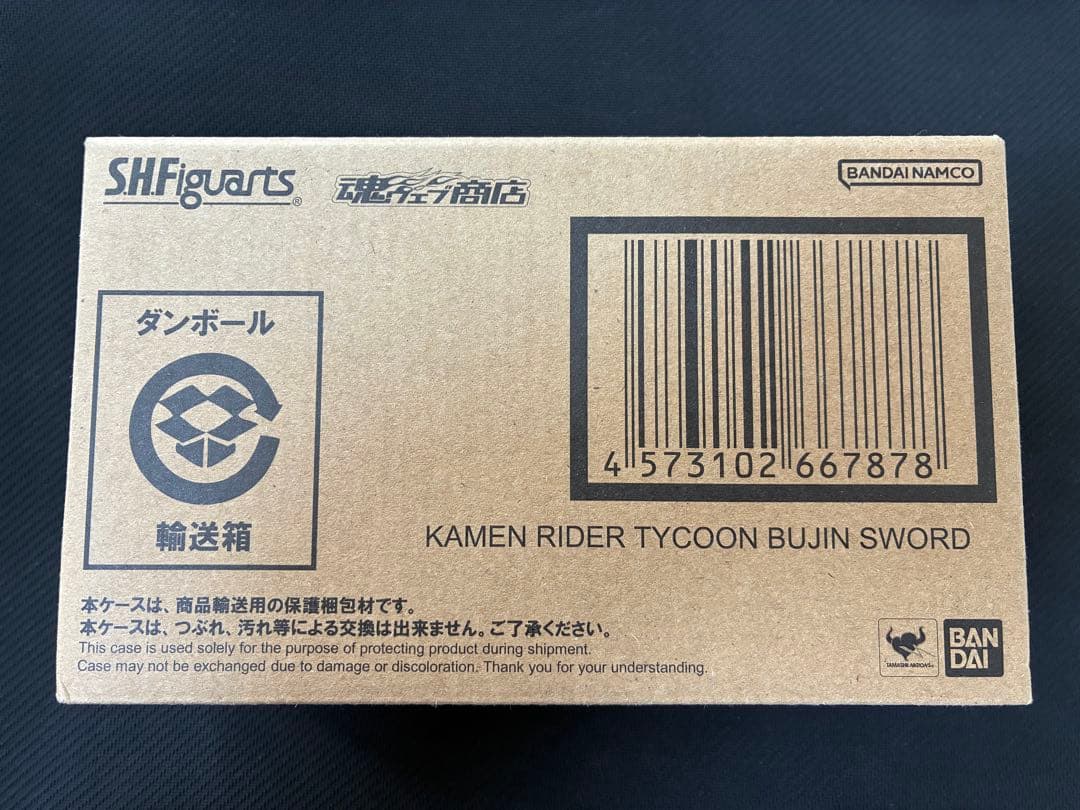 S.H.Figuarts®
魂ウェブ商店
BANDAI NAMCO
ダンボール
輸送箱
4 573102 667878
KAMEN RIDER TYCOON BUJIN SWORD
本ケースは、商品輸送用の保護梱包材です。
本ケースは、つぶれ、汚れ等による交換は出来ません。ご了承ください。
This case is used solely for the purpose of protecting product during shipment.
Case may not be exchanged due to damage or discoloration. Thank you for your understanding.
TAMASHII NATIONS
BAN
DAI